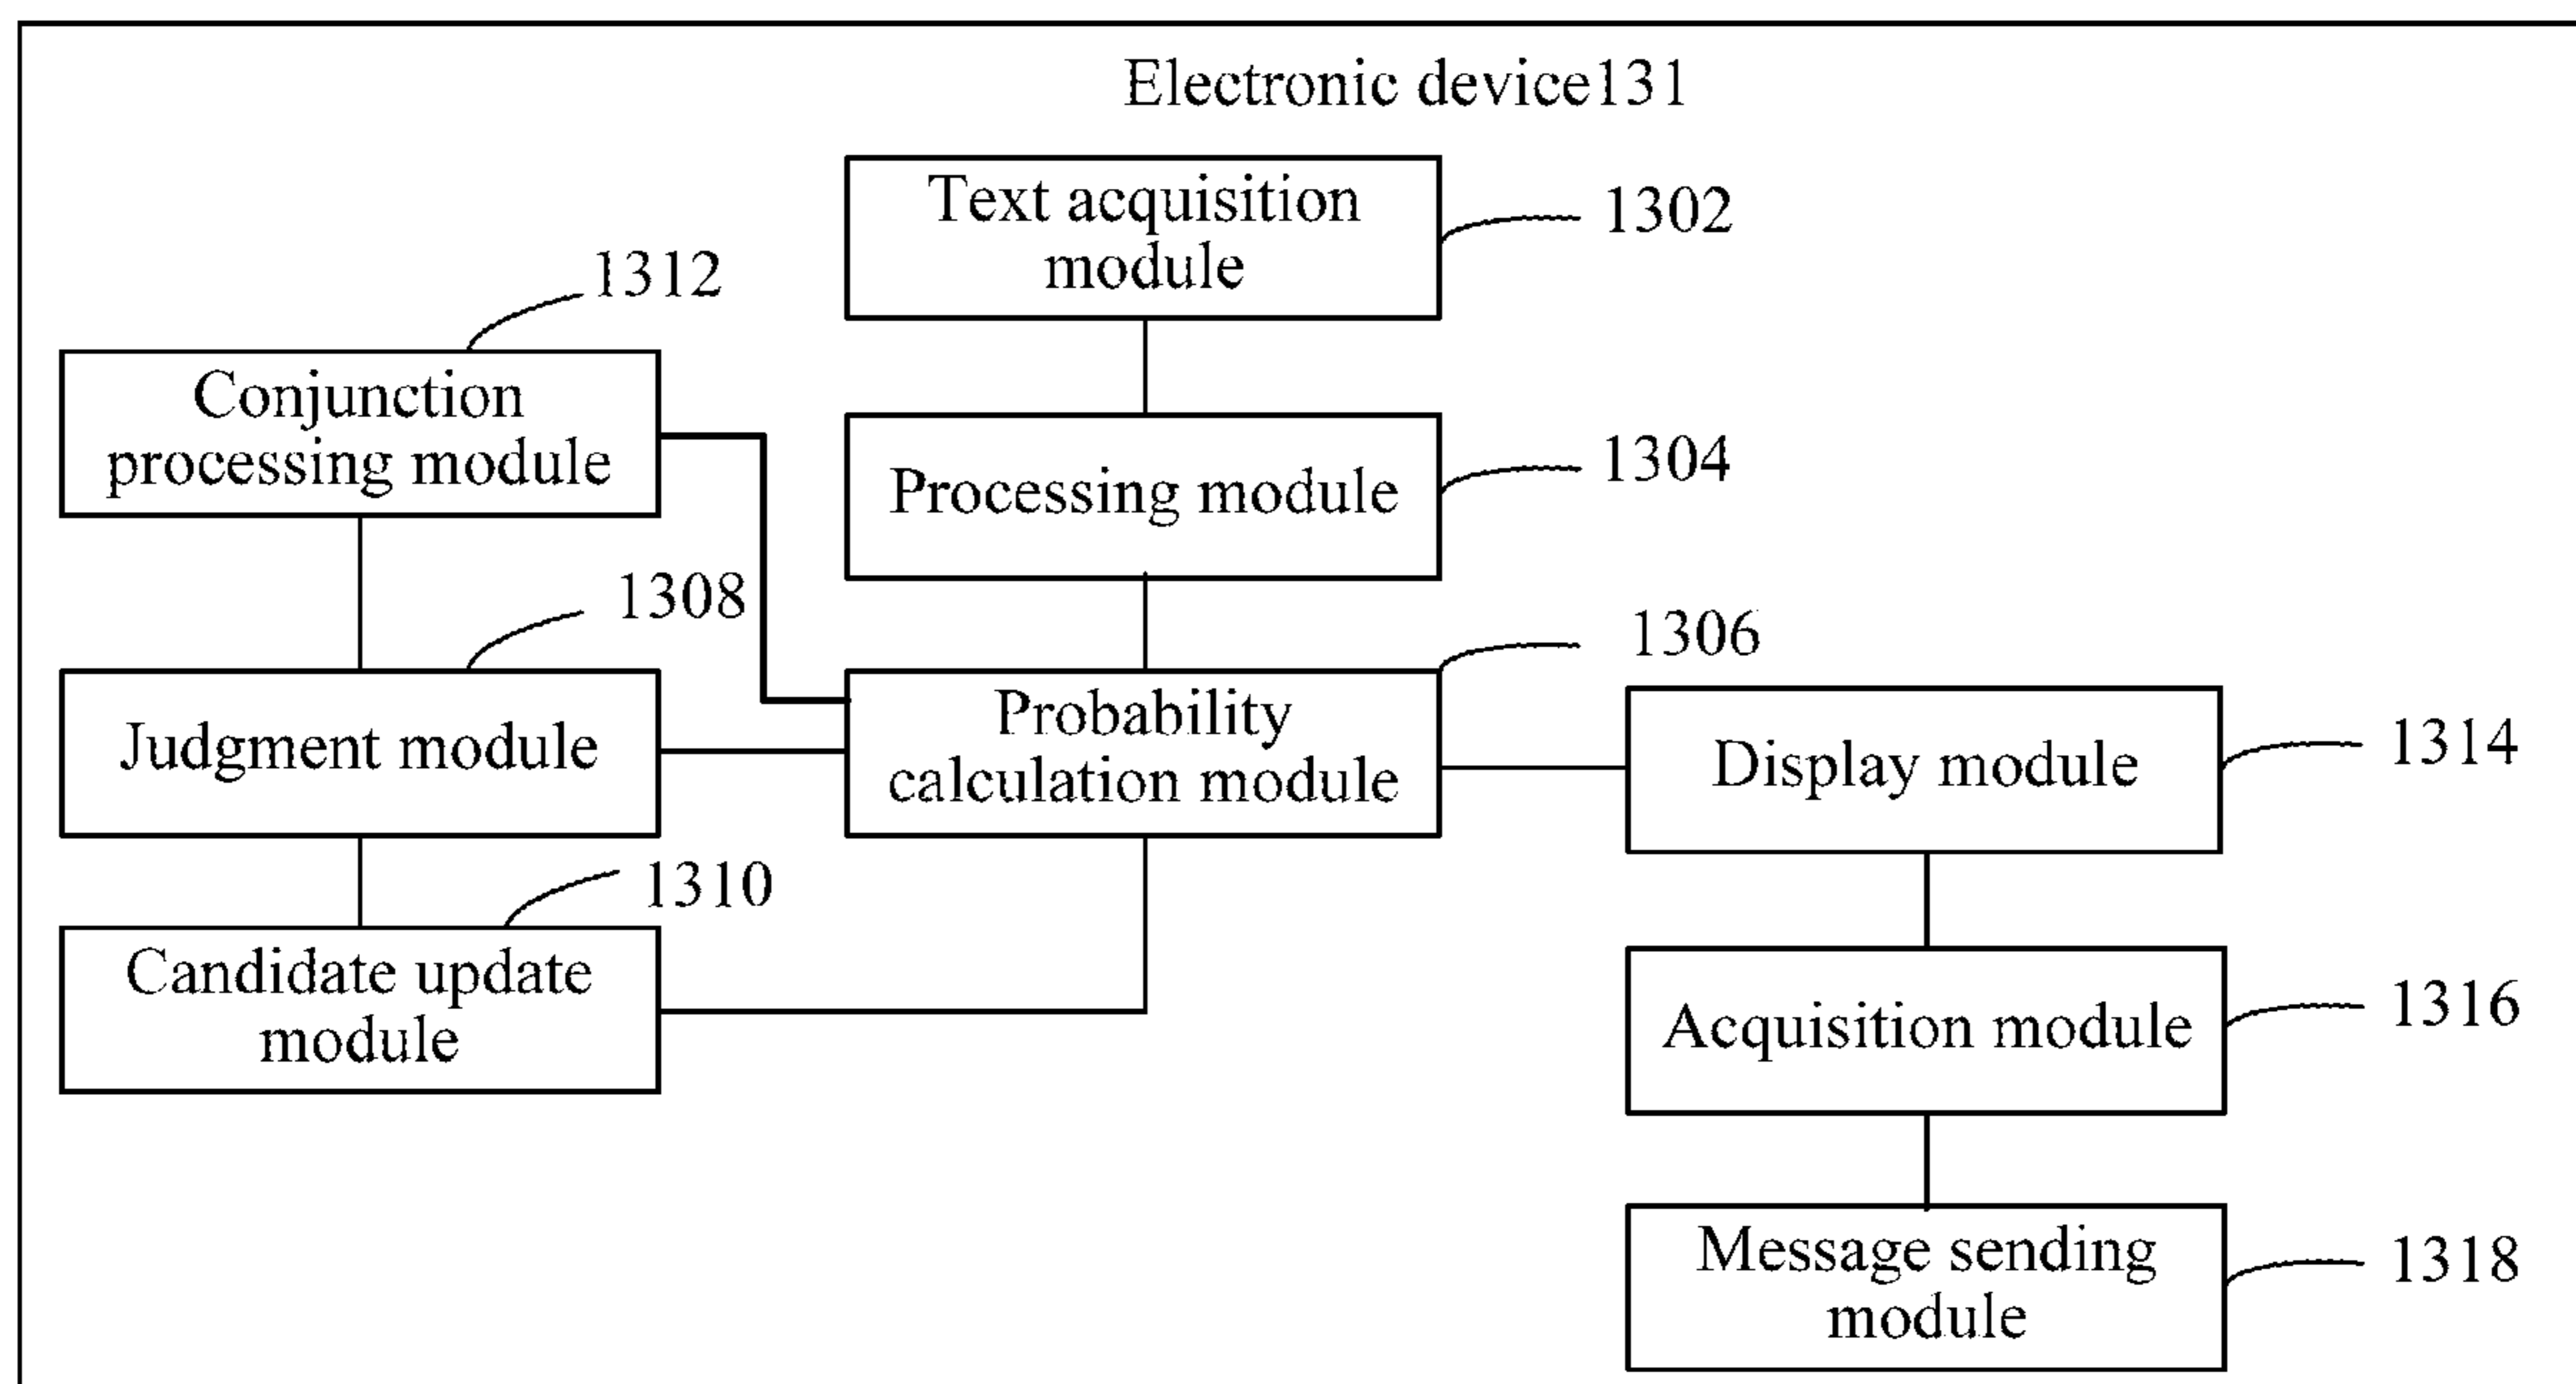 Electronic device131
Text acquisition
module
1302
1312
Conjunction
processing module
Processing module
1304
1308
Judgment module
1306
Probability
calculation module
Display module
1314
1310
Candidate update
module
Acquisition module
1316
Message sending
module
1318